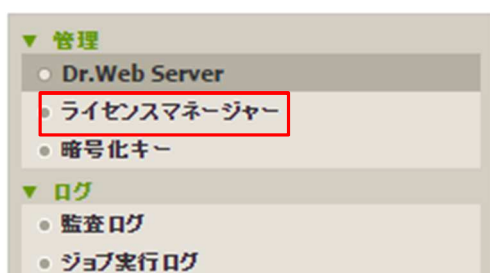 管理
Dr.Web Server
ライセンスマネージャー
暗号化キー
ログ
監査ログ
ジョブ実行ログ